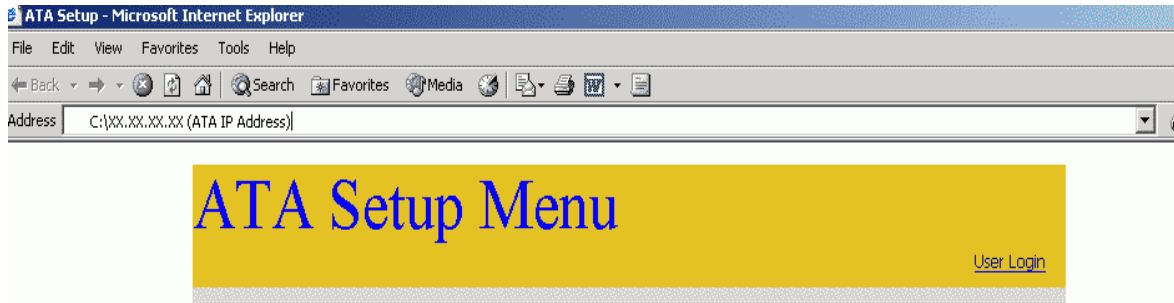 ATA Setup - Microsoft Internet Explorer
File Edit View Favorites Tools Help
Back Search Favorites Media
Address C:\XX.XX.XX.XX (ATA IP Address)
ATA Setup Menu
User Login